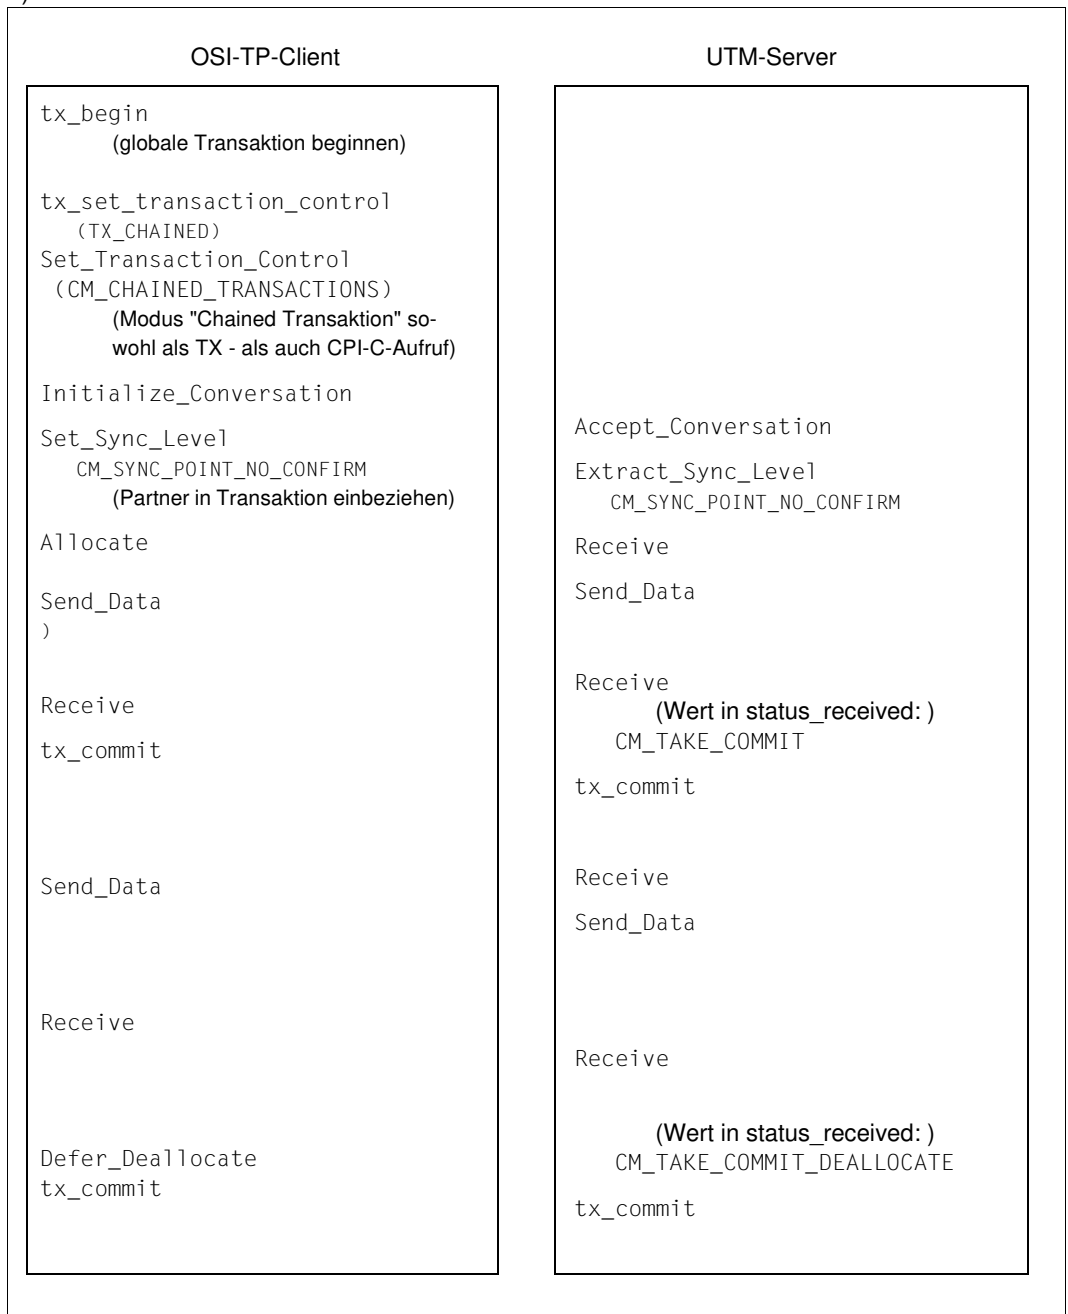 OSI-TP-Client
tx_begin
(globale Transaktion beginnen)
tx_set_transaction_control
(TX_CHAINED)
Set_Transaction_Control
(CM_CHAINED_TRANSACTIONS)
(Modus "Chained Transaktion" so-
wohl als TX - als auch CPI-C-Aufruf)
Initialize_Conversation
Set_Sync_Level
CM_SYNC_POINT_NO_CONFIRM
(Partner in Transaktion einbeziehen)
Allocate
Send_Data
)
Receive
tx_commit
Send_Data
Receive
Defer_Deallocate
tx_commit
UTM-Server
Accept_Conversation
Extract_Sync_Level
CM_SYNC_POINT_NO_CONFIRM
Receive
Send_Data
Receive
(Wert in status_received: )
CM_TAKE_COMMIT
tx_commit
Receive
Send_Data
Receive
(Wert in status_received: )
CM_TAKE_COMMIT_DEALLOCATE
tx_commit